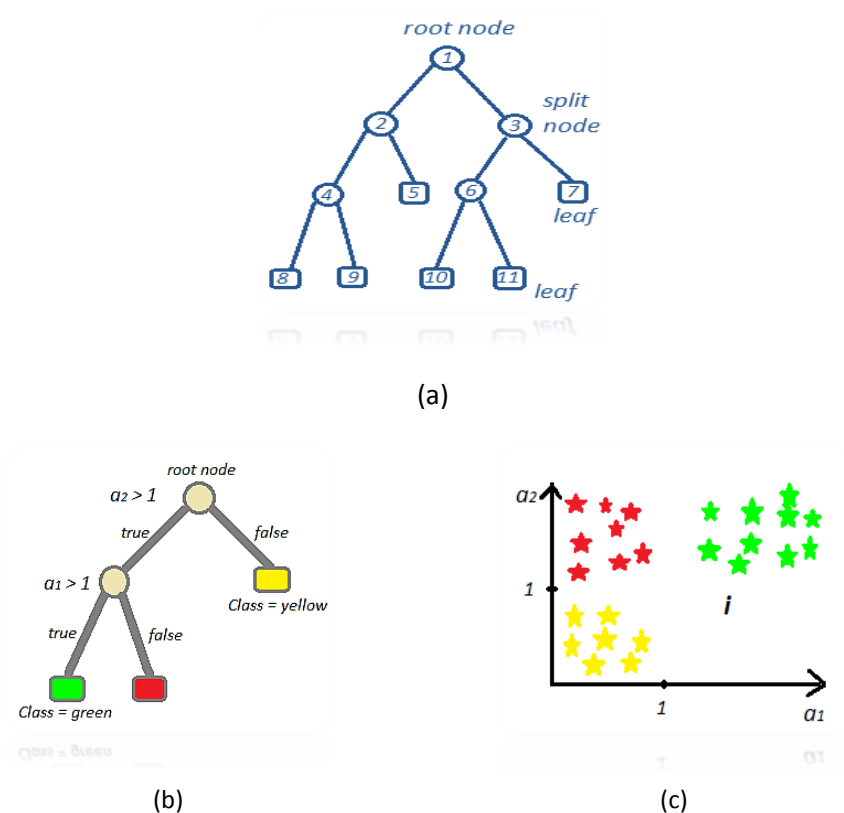 root node
1
2
3
split
node
4
5
6
7
leaf
8
9
10
11
leaf
(a)
root node
a2 > 1
true
false
a1 > 1
Class = yellow
true
false
Class = green
(b)
a2
1
i
1
a1
(c)